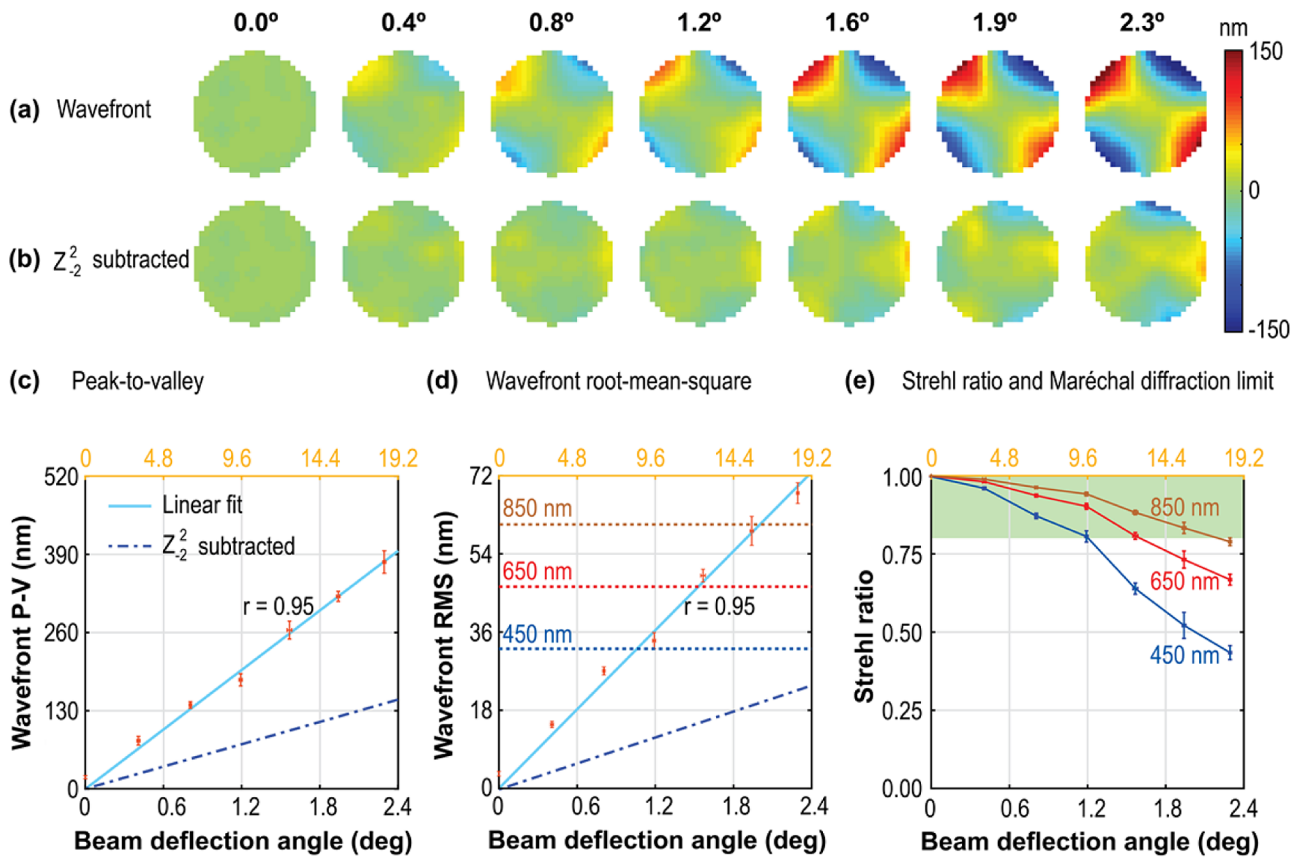 0.0º 0.4º 0.8º 1.2º 1.6º 1.9º 2.3º
nm
150
0
-150
(a) Wavefront
(b) Z²₋₂ subtracted
(c) Peak-to-valley
0 4.8 9.6 14.4 19.2
520
390
260
130
0
Wavefront P-V (nm)
Linear fit
Z²₋₂ subtracted
r = 0.95
0 0.6 1.2 1.8 2.4
Beam deflection angle (deg)
(d) Wavefront root-mean-square
0 4.8 9.6 14.4 19.2
72
54
36
18
0
Wavefront RMS (nm)
850 nm
650 nm
450 nm
r = 0.95
0 0.6 1.2 1.8 2.4
Beam deflection angle (deg)
(e) Strehl ratio and Maréchal diffraction limit
0 4.8 9.6 14.4 19.2
1.00
0.75
0.50
0.25
0.00
Strehl ratio
850 nm
650 nm
450 nm
0 0.6 1.2 1.8 2.4
Beam deflection angle (deg)